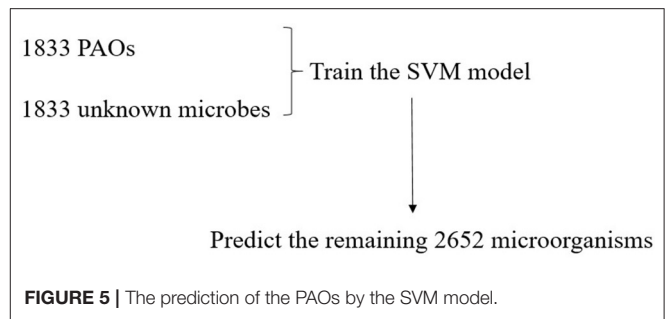 1833 PAOs
Train the SVM model
1833 unknown microbes
Predict the remaining 2652 microorganisms
FIGURE 5 | The prediction of the PAOs by the SVM model.